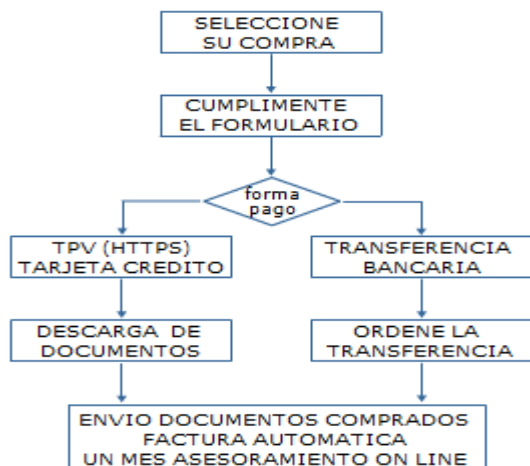 SELECCIONE
SU COMPRA
CUMPLIMENTE
EL FORMULARIO
forma
pago
TPV (HTTPS)
TARJETA CREDITO
TRANSFERENCIA
BANCARIA
DESCARGA DE
DOCUMENTOS
ORDENE LA
TRANSFERENCIA
ENVIO DOCUMENTOS COMPRADOS
FACTURA AUTOMATICA
UN MES ASESORAMIENTO ON LINE